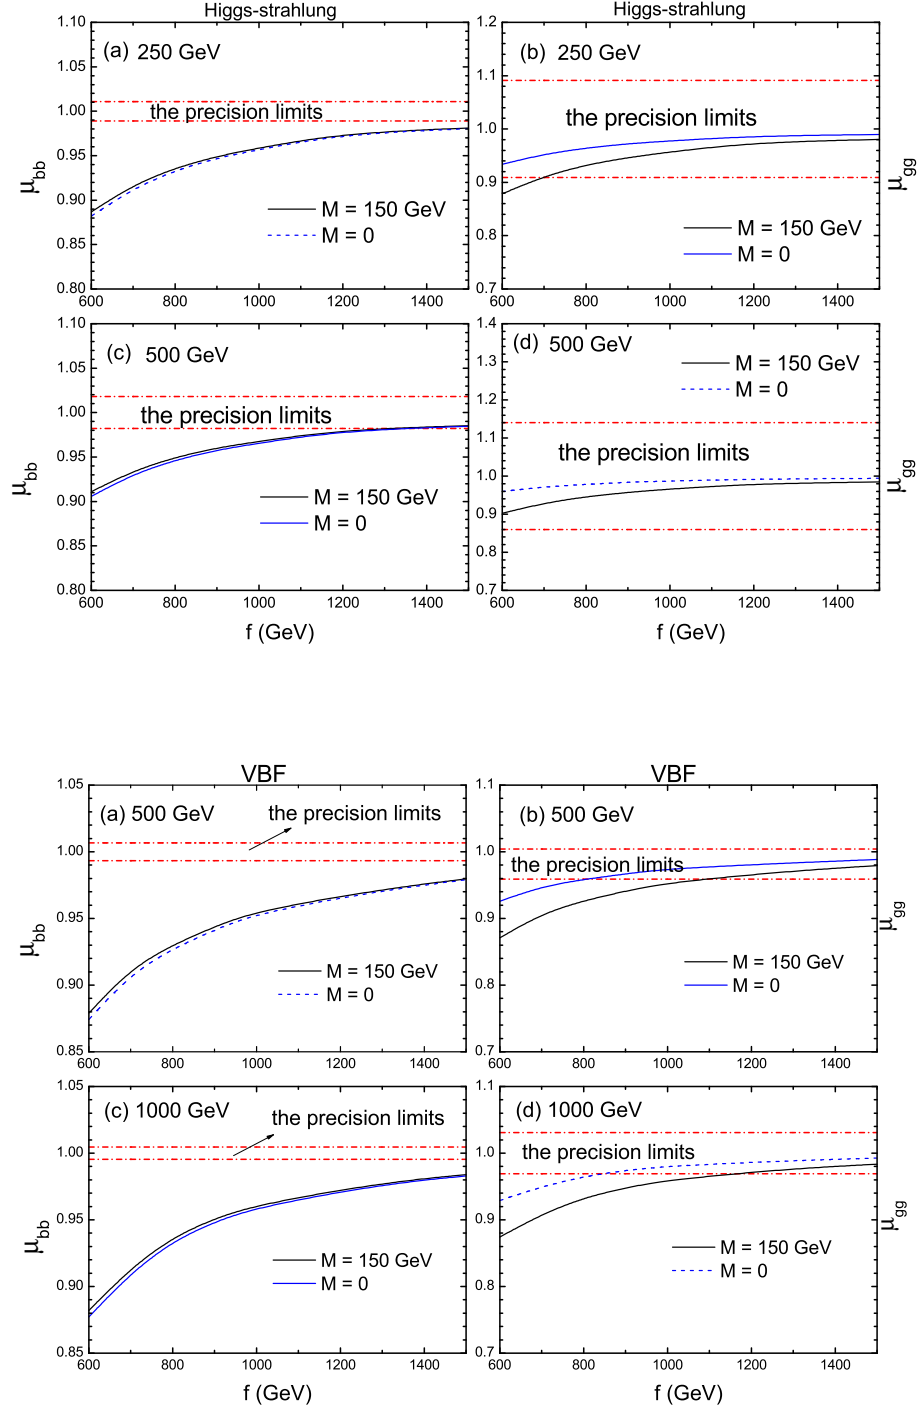 Higgs-strahlung
(a) 250 GeV
the precision limits
M = 150 GeV
M = 0
μbb
1.10
1.05
1.00
0.95
0.90
0.85
0.80
600 800 1000 1200 1400
Higgs-strahlung
(b) 250 GeV
the precision limits
M = 150 GeV
M = 0
μgg
1.2
1.1
1.0
0.9
0.8
0.7
600 800 1000 1200 1400
(c) 500 GeV
the precision limits
M = 150 GeV
M = 0
μbb
1.10
1.05
1.00
0.95
0.90
0.85
0.80
600 800 1000 1200 1400
f (GeV)
(d) 500 GeV
M = 150 GeV
M = 0
the precision limits
μgg
1.4
1.3
1.2
1.1
1.0
0.9
0.8
0.7
600 800 1000 1200 1400
f (GeV)
VBF
(a) 500 GeV
the precision limits
M = 150 GeV
M = 0
μbb
1.05
1.00
0.95
0.90
0.85
600 800 1000 1200 1400
VBF
(b) 500 GeV
the precision limits
M = 150 GeV
M = 0
μgg
1.1
1.0
0.9
0.8
0.7
600 800 1000 1200 1400
(c) 1000 GeV
the precision limits
M = 150 GeV
M = 0
μbb
1.05
1.00
0.95
0.90
0.85
600 800 1000 1200 1400
f (GeV)
(d) 1000 GeV
the precision limits
M = 150 GeV
M = 0
μgg
1.1
1.0
0.9
0.8
0.7
600 800 1000 1200 1400
f (GeV)